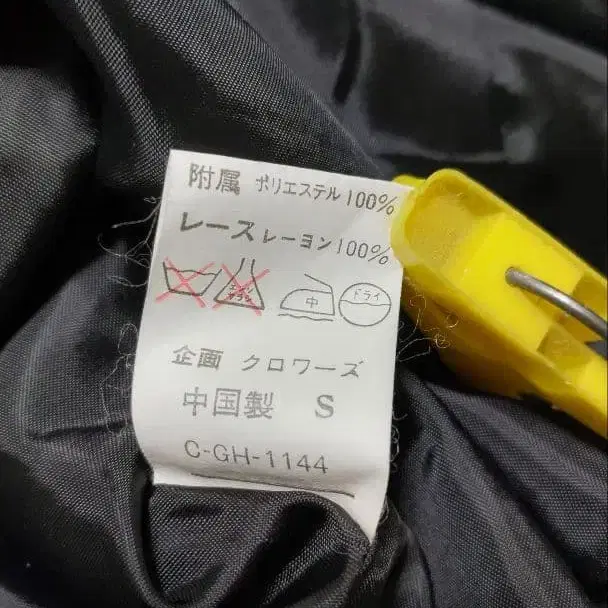 附属 ポリエステル100%
レース レーヨン100%
中 ドライ
企画 クロワーズ
中国製 S
C-GH-1144